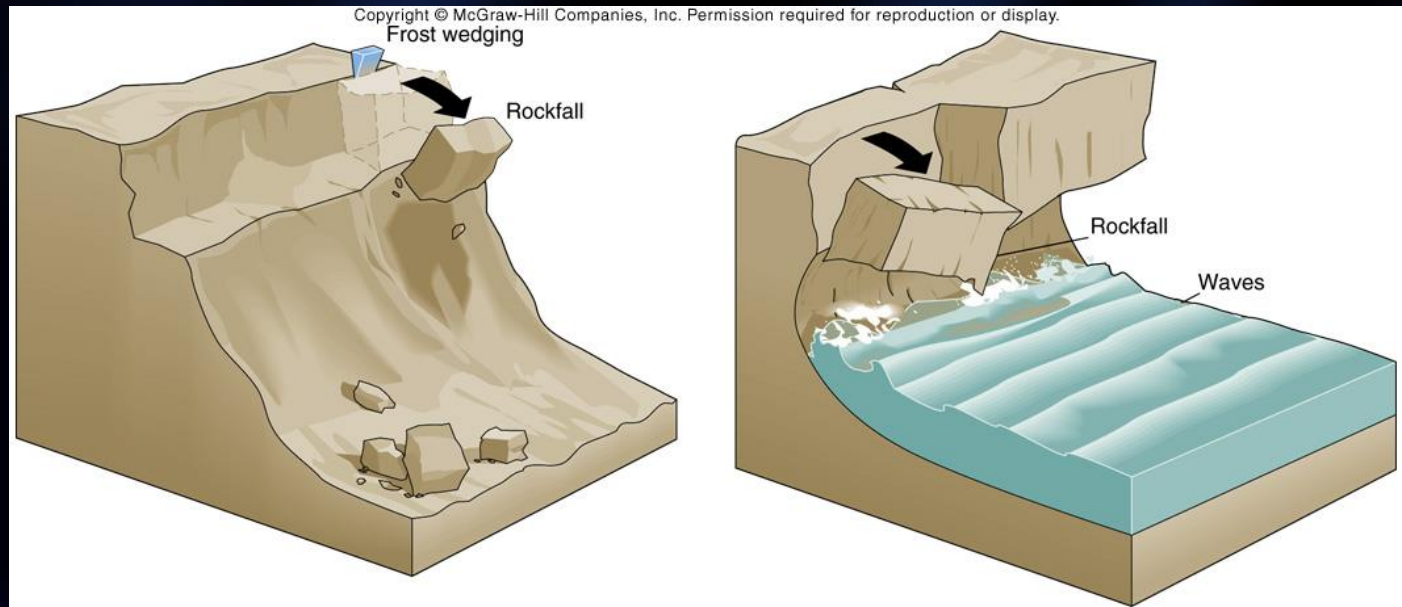 Copyright © McGraw-Hill Companies, Inc. Permission required for reproduction or display.
Frost wedging
Rockfall
Rockfall
Waves